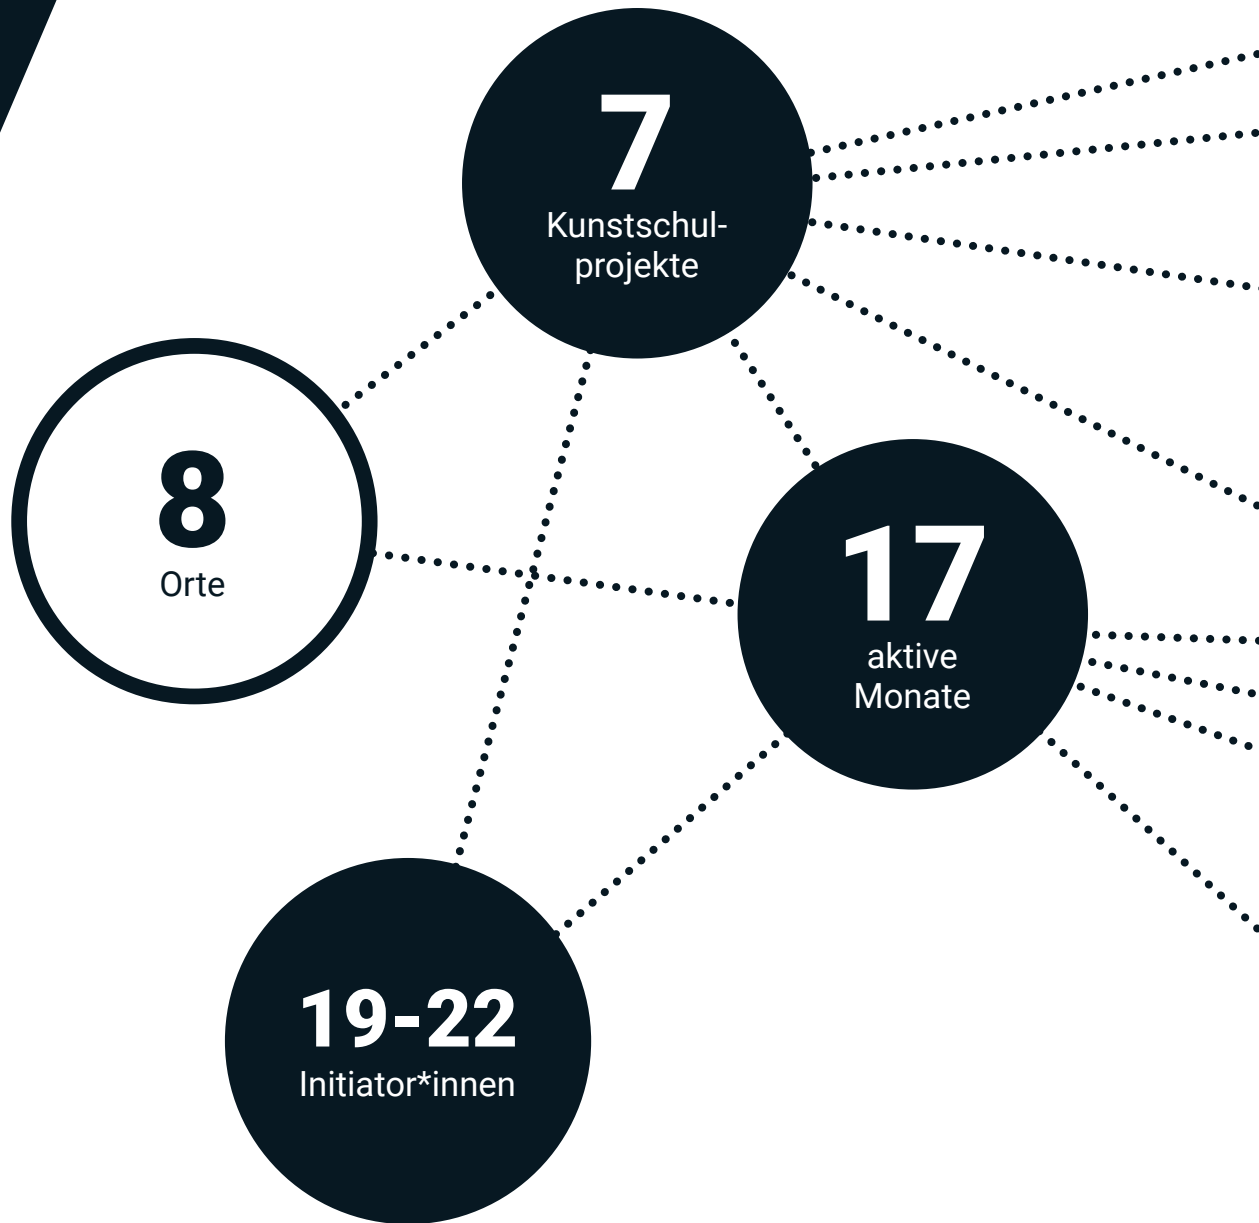 7
Kunstschul-
projekte
8
Orte
17
aktive
Monate
19-22
Initiator*innen